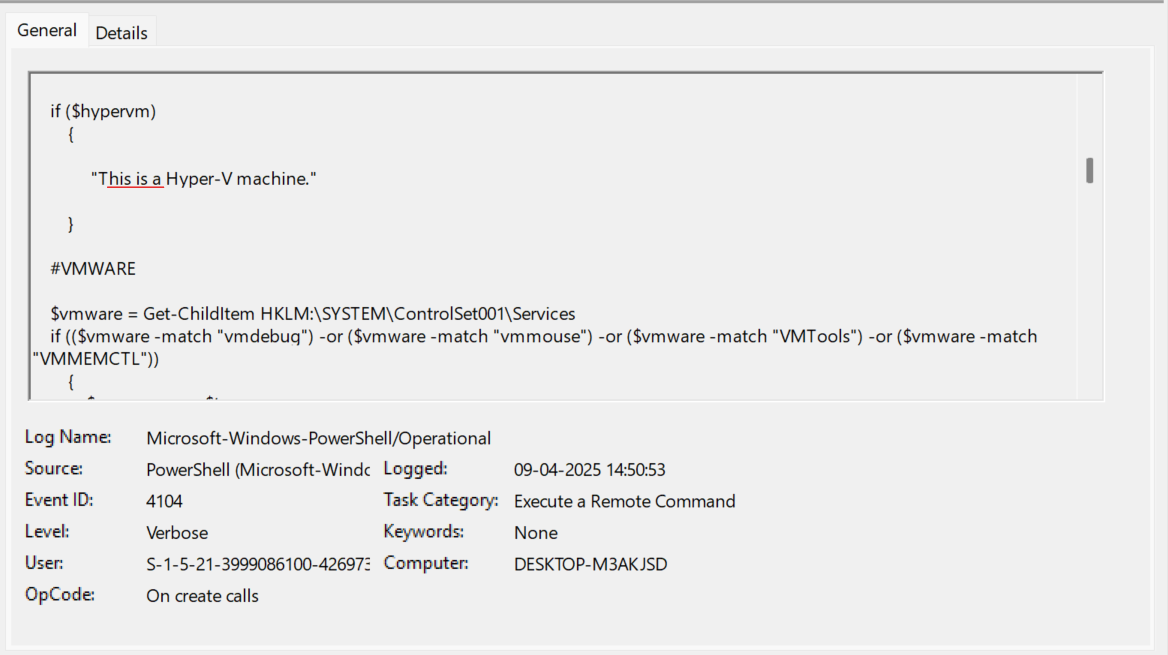 General
Details
if ($hypervm)
{
"This is a Hyper-V machine."
}
#VMWARE
$vmware = Get-ChildItem HKLM:\SYSTEM\ControlSet001\Services
if (($vmware -match "vmdebug") -or ($vmware -match "vmmouse") -or ($vmware -match "VMTools") -or ($vmware -match
"VMMEMCTL"))
{
Log Name: Microsoft-Windows-PowerShell/Operational
Source: PowerShell (Microsoft-Windo Logged: 09-04-2025 14:50:53
Event ID: 4104 Task Category: Execute a Remote Command
Level: Verbose Keywords: None
User: S-1-5-21-3999086100-426973 Computer: DESKTOP-M3AKJSD
OpCode: On create calls